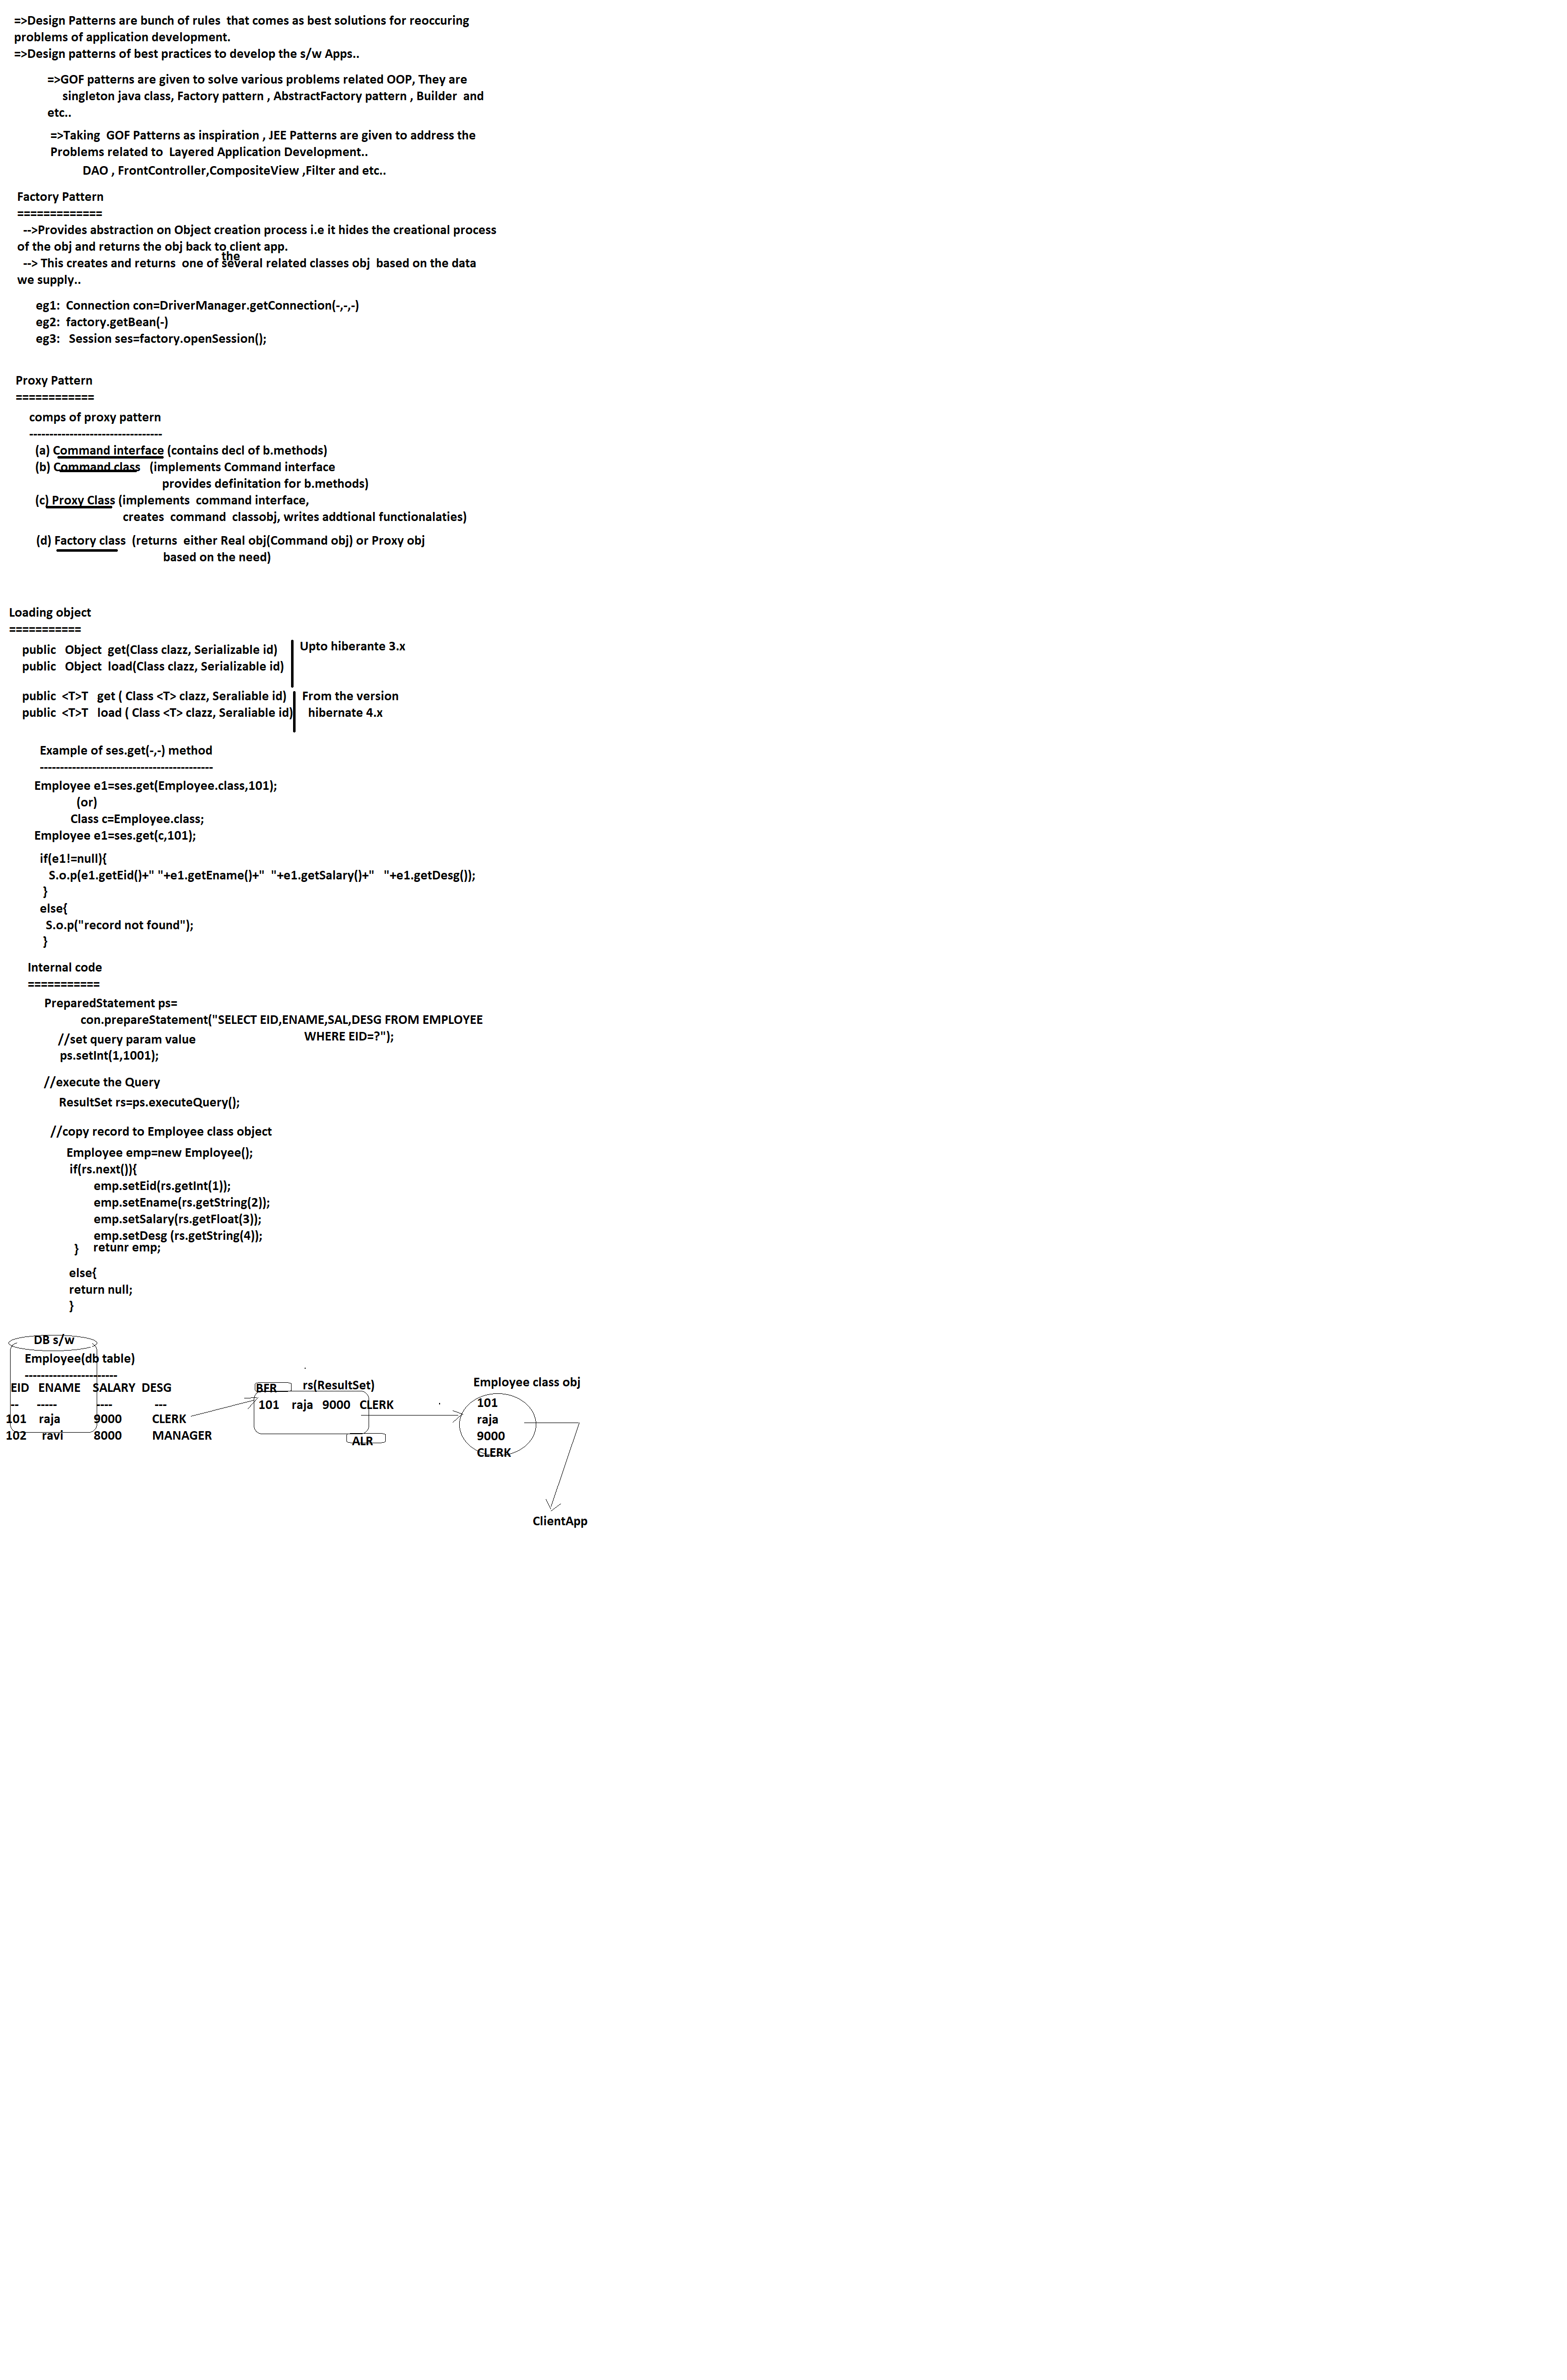 =>Design Patterns are bunch of rules  that comes as best solutions for reoccuring
problems of application development.
=>Design patterns of best practices to develop the s/w Apps..
=>GOF patterns are given to solve various problems related OOP, They are
singleton java class, Factory pattern , AbstractFactory pattern , Builder  and
etc..
=>Taking  GOF Patterns as inspiration , JEE Patterns are given to address the
Problems related to  Layered Application Development..
DAO , FrontController,CompositeView ,Filter and etc..
Factory Pattern
=============
-->Provides abstraction on Object creation process i.e it hides the creational process
of the obj and returns the obj back to client app.
the
--> This creates and returns  one of several related classes obj  based on the data
we supply..
eg1:  Connection con=DriverManager.getConnection(-,-,-)
eg2:  factory.getBean(-)
eg3:   Session ses=factory.openSession();
Proxy Pattern
============
comps of proxy pattern
---------------------------------
(a) Command interface (contains decl of b.methods)
(b) Command class   (implements Command interface
provides definitation for b.methods)
(c) Proxy Class (implements  command interface,
creates  command  classobj, writes addtional functionalaties)
(d) Factory class  (returns  either Real obj(Command obj) or Proxy obj
based on the need)
Loading object
===========
public   Object  get(Class clazz, Serializable id)
Upto hiberante 3.x
public   Object  load(Class clazz, Serializable id)
public  <T>T   get ( Class <T> clazz, Seraliable id)
From the version
public  <T>T   load ( Class <T> clazz, Seraliable id)
hibernate 4.x
Example of ses.get(-,-) method
-------------------------------------------
Employee e1=ses.get(Employee.class,101);
(or)
Class c=Employee.class;
Employee e1=ses.get(c,101);
if(e1!=null){
S.o.p(e1.getEid()+" "+e1.getEname()+"  "+e1.getSalary()+"   "+e1.getDesg());
}
else{
S.o.p("record not found");
}
Internal code
===========
PreparedStatement ps=
con.prepareStatement("SELECT EID,ENAME,SAL,DESG FROM EMPLOYEE
WHERE EID=?");
//set query param value
ps.setInt(1,1001);
//execute the Query
ResultSet rs=ps.executeQuery();
//copy record to Employee class object
Employee emp=new Employee();
if(rs.next()){
emp.setEid(rs.getInt(1));
emp.setEname(rs.getString(2));
emp.setSalary(rs.getFloat(3));
emp.setDesg (rs.getString(4));
}    retunr emp;
else{
return null;
}
DB s/w
Employee(db table)
-----------------------
EID   ENAME    SALARY  DESG
--      -----             ----              ---
101    raja           9000          CLERK
102     ravi          8000          MANAGER
BFR
rs(ResultSet)
101    raja   9000   CLERK
ALR
Employee class obj
101
raja
9000
CLERK
ClientApp